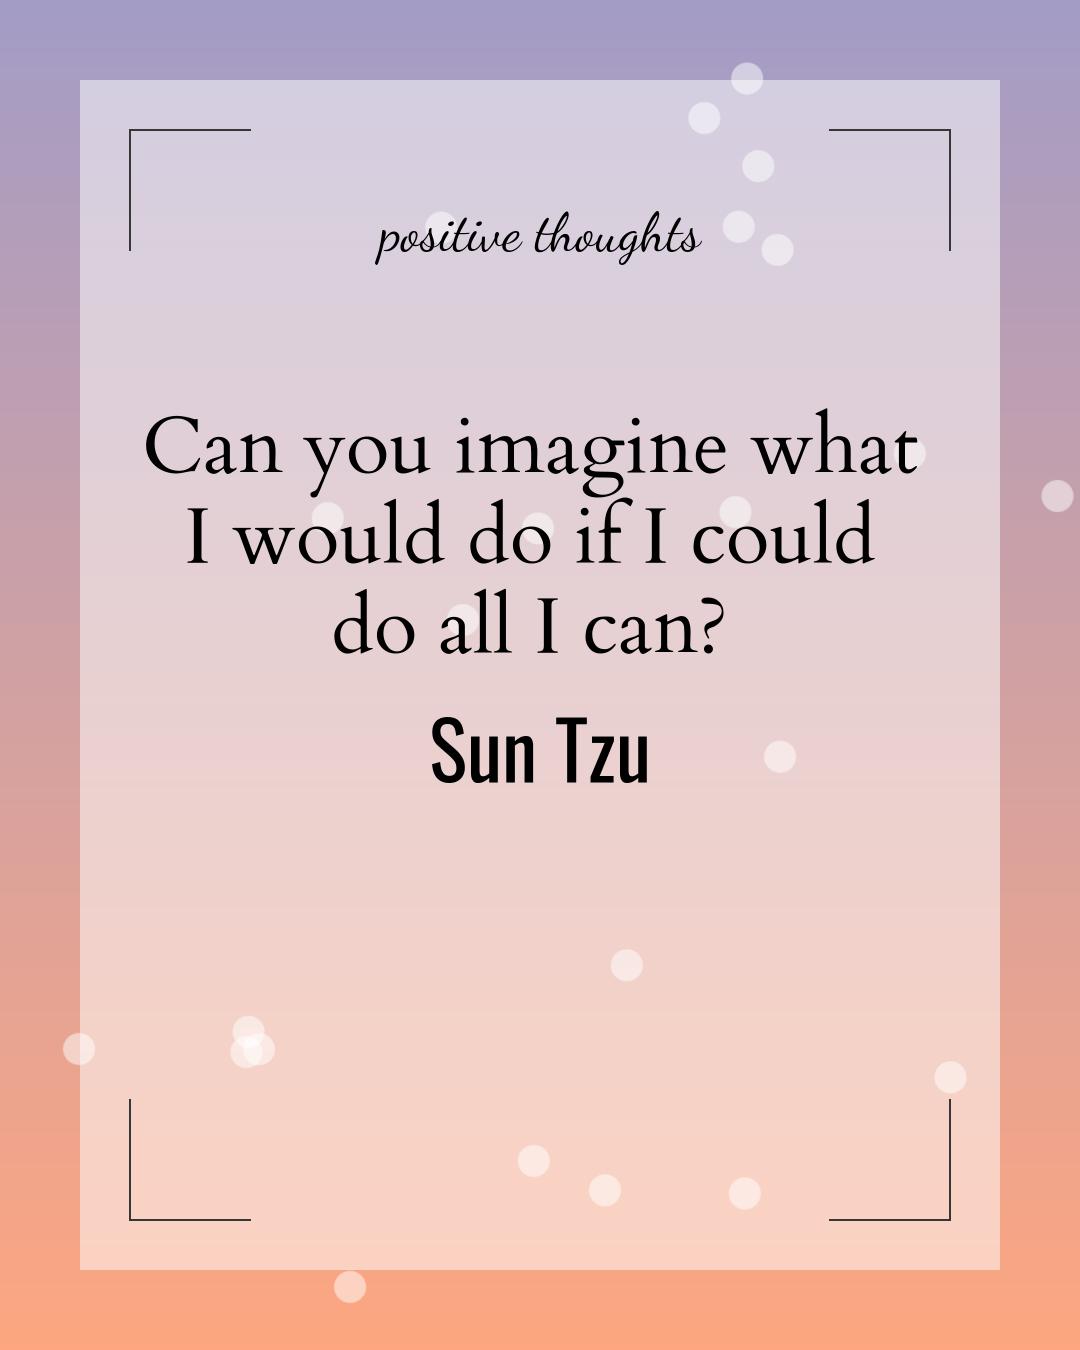 positive thoughts
Can you imagine what
I would do if I could
do all I can?
Sun Tzu